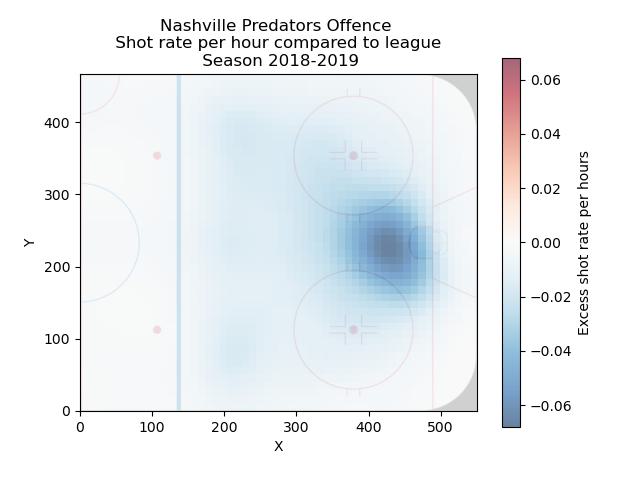 Nashville Predators Offence
Shot rate per hour compared to league
Season 2018-2019
400
300
200
100
0
Y
0 100 200 300 400 500
X
0.06
0.04
0.02
0.00
−0.02
−0.04
−0.06
Excess shot rate per hours